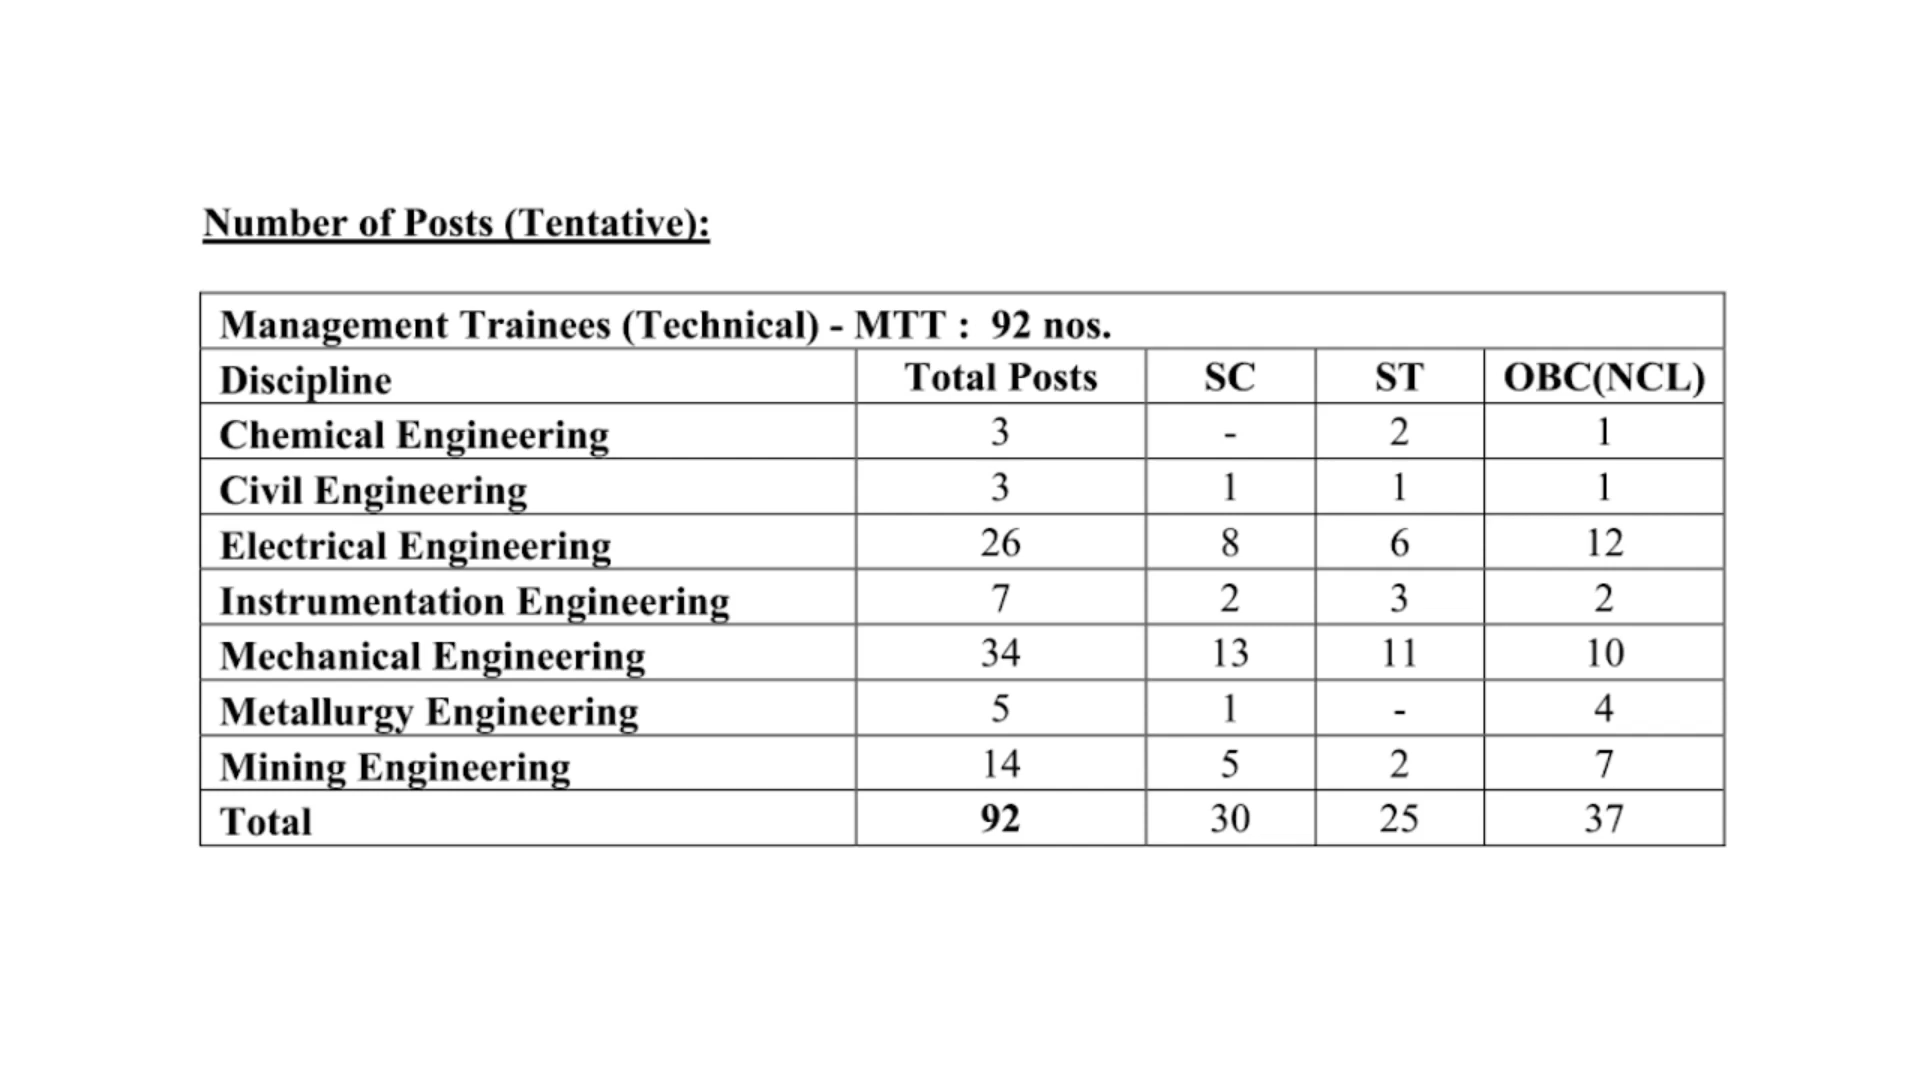 Number of Posts (Tentative):
Management Trainees (Technical) - MTT : 92 nos.
Discipline Total Posts SC ST OBC(NCL)
Chemical Engineering 3 - 2 1
Civil Engineering 3 1 1 1
Electrical Engineering 26 8 6 12
Instrumentation Engineering 7 2 3 2
Mechanical Engineering 34 13 11 10
Metallurgy Engineering 5 1 - 4
Mining Engineering 14 5 2 7
Total 92 30 25 37